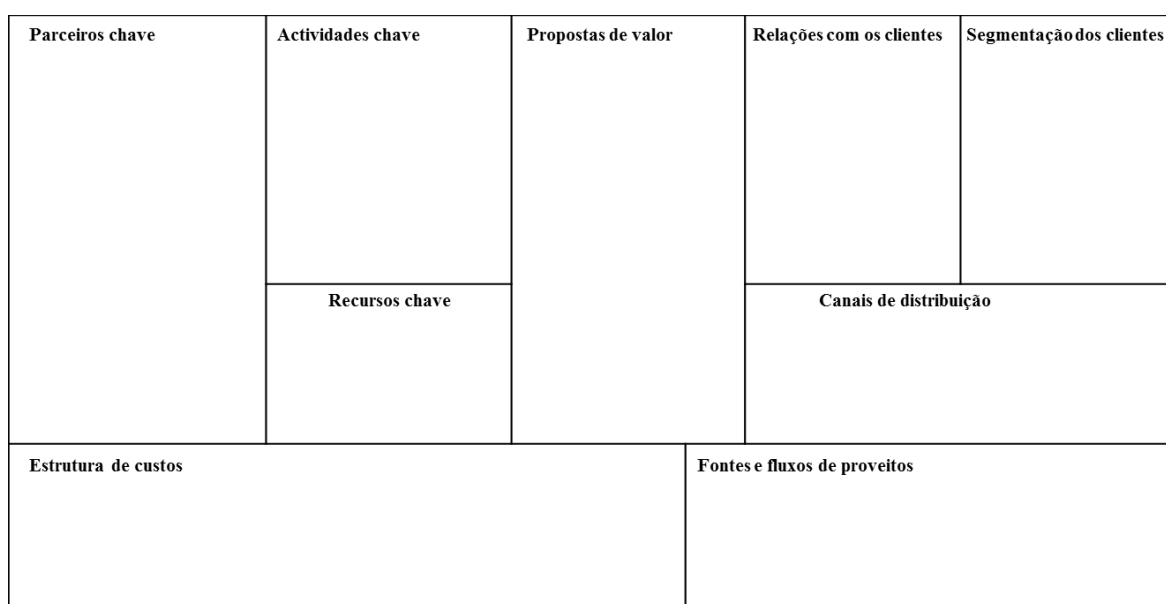 Parceiros chave
Actividades chave
Propostas de valor
Relações com os clientes
Segmentação dos clientes
Recursos chave
Canais de distribuição
Estrutura de custos
Fontes e fluxos de proveitos